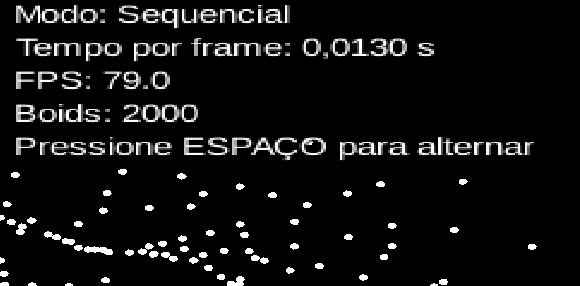 Modo: Sequencial
Tempo por frame: 0,0130 s
FPS: 79.0
Boids: 2000
Pressione ESPAÇO para alternar